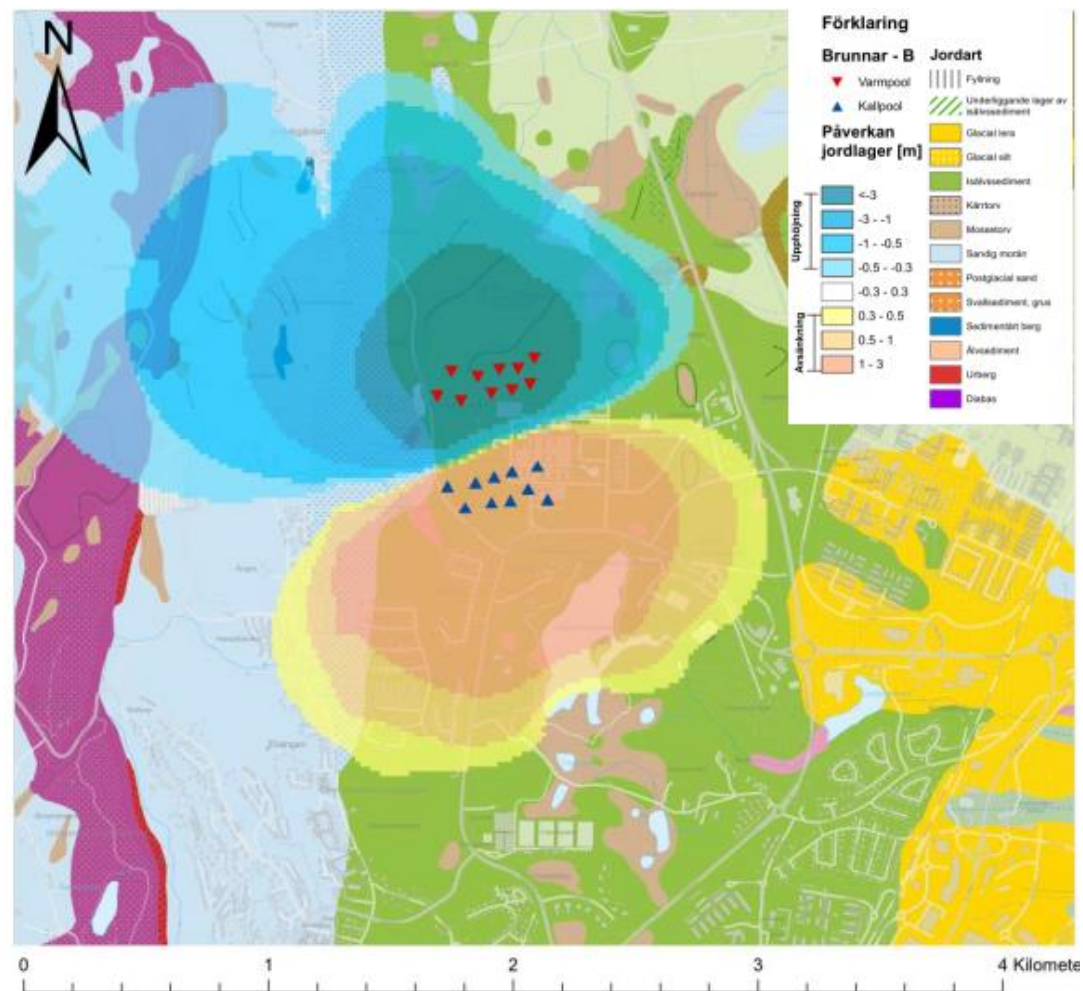 N
Förklaring
Brunnar - B
Varmpool
Kallpool
Påverkan
jordlager [m]
Upphöjning
<-3
-3 - -1
-1 - -0.5
-0.5 - -0.3
-0.3 - 0.3
Avsänkning
0.3 - 0.5
0.5 - 1
1 - 3
Jordart
Fyllning
Underliggande lager av
isälvssediment
Glacial lera
Glacial silt
Isälvssediment
Kärrtorv
Mossetorv
Sandig morän
Postglacial sand
Svallsediment, grus
Sedimentärt berg
Älvsediment
Urberg
Diabas
0 1 2 3 4 Kilomete